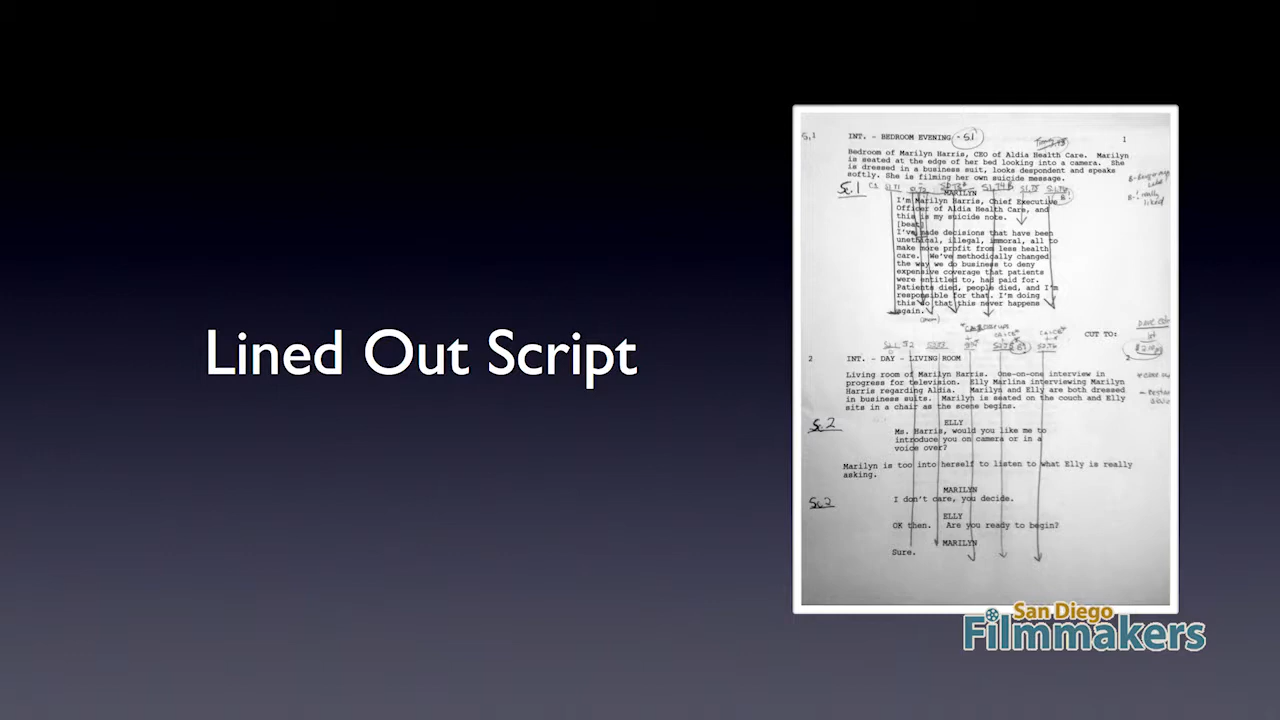 Lined Out Script
S.1
INT. - BEDROOM EVENING - S.1
1
Bedroom of Marilyn Harris, CEO of Aldia Health Care. Marilyn
is seated at the edge of her bed looking into a camera. She
is dressed in a business suit, looks despondent and speaks
softly. She is filming her own suicide message.
Sc.1
MARILYN
I'm Marilyn Harris, Chief Executive
Officer of Aldia Health Care, and
this is my suicide note.
[beat]
I've made decisions that have been
unethical, illegal, immoral, all to
make more profit from less health
care. We've methodically changed
the way we do business to deny
expensive coverage that patients
were entitled to, had paid for.
Patients died, people died, and I'm
responsible for that. I'm doing
this so that this never happens
again.
CUT TO:
2
INT. - DAY - LIVING ROOM
2
Living room of Marilyn Harris. One-on-one interview in
progress for television. Elly Marlina interviewing Marilyn
Harris regarding Aldia. Marilyn and Elly are both dressed
in business suits. Marilyn is seated on the couch and Elly
sits in a chair as the scene begins.
Sc.2
ELLY
Ms. Harris, would you like me to
introduce you on camera or in a
voice over?
Marilyn is too into herself to listen to what Elly is really
asking.
MARILYN
Sc.2
I don't care, you decide.
ELLY
OK then. Are you ready to begin?
MARILYN
Sure.
San Diego
Filmmakers